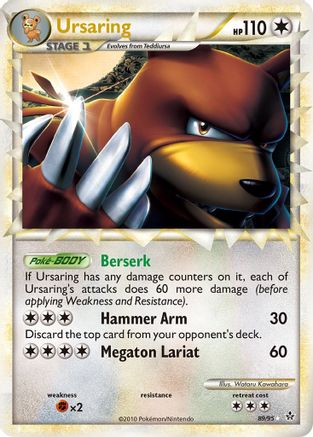 Ursaring
HP 110
STAGE 1
Evolves from Teddiursa
Poké-BODY Berserk
If Ursaring has any damage counters on it, each of
Ursaring's attacks does 60 more damage (before
applying Weakness and Resistance).
Hammer Arm 30
Discard the top card from your opponent's deck.
Megaton Lariat 60
Illus. Wataru Kawahara
weakness resistance retreat cost
×2
©2010 Pokémon/Nintendo 89/95